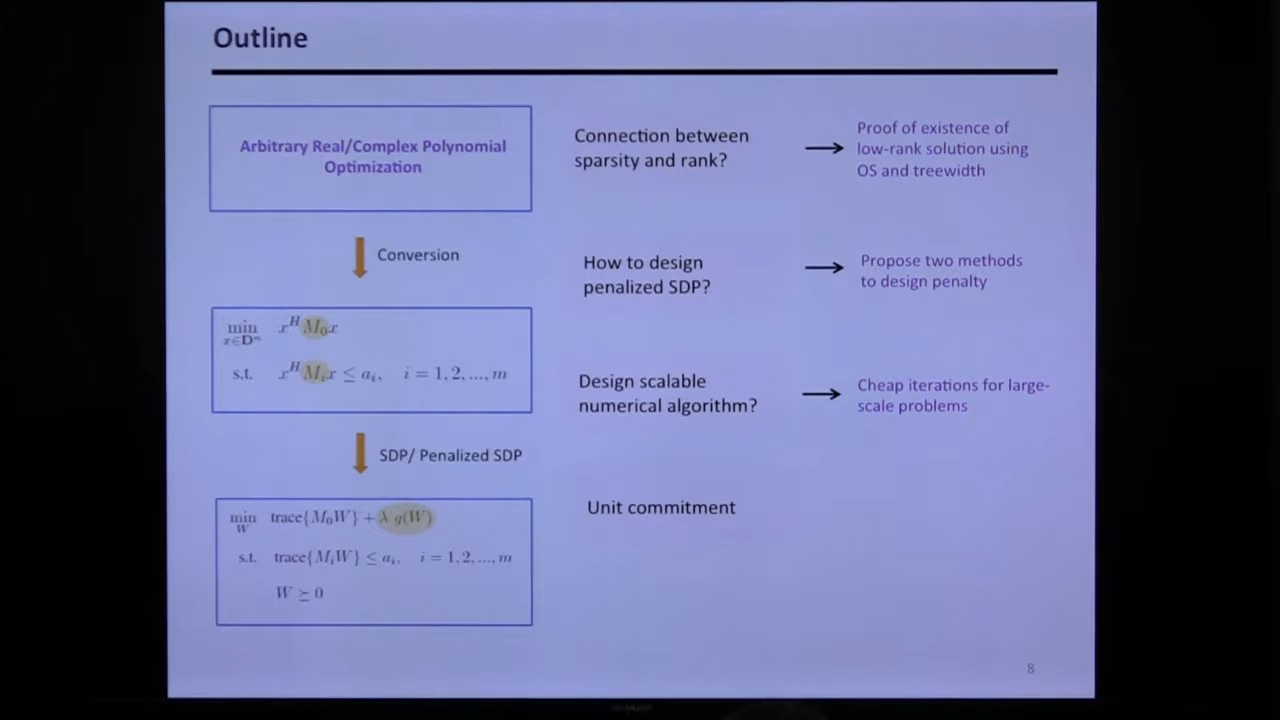 Outline
Arbitrary Real/Complex Polynomial
Optimization
Conversion
min x^H M_0 x
x∈D^n
s.t. x^H M_i x ≤ a_i, i = 1, 2, ..., m
SDP/ Penalized SDP
min trace{M_0 W} + λ g(W)
W
s.t. trace{M_i W} ≤ a_i, i = 1, 2, ..., m
W ⪰ 0
Connection between
sparsity and rank?
Proof of existence of
low-rank solution using
OS and treewidth
How to design
penalized SDP?
Propose two methods
to design penalty
Design scalable
numerical algorithm?
Cheap iterations for large-
scale problems
Unit commitment
8